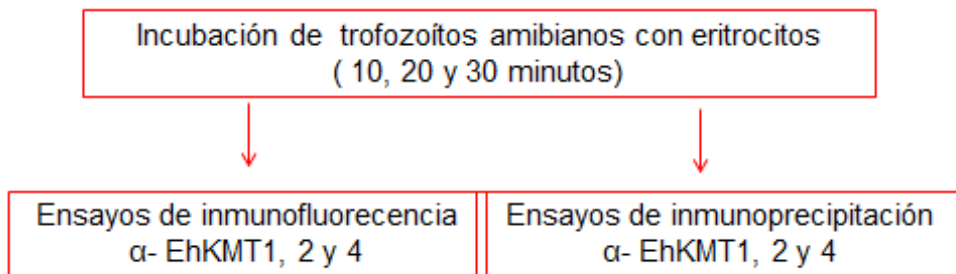 Incubación de trofozoítos amibianos con eritrocitos
( 10, 20 y 30 minutos)
Ensayos de inmunofluorecencia
α- EhKMT1, 2 y 4
Ensayos de inmunoprecipitación
α- EhKMT1, 2 y 4